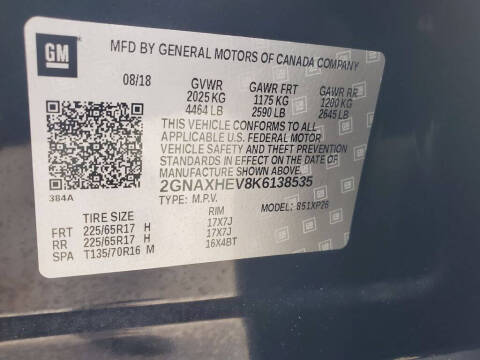 GM
MFD BY GENERAL MOTORS OF CANADA COMPANY
08/18 GVWR GAWR FRT GAWR RR
2025 KG 1175 KG 1200 KG
4464 LB 2590 LB 2645 LB
THIS VEHICLE CONFORMS TO ALL
APPLICABLE U.S. FEDERAL MOTOR
VEHICLE SAFETY AND THEFT PREVENTION
STANDARDS IN EFFECT ON THE DATE OF
MANUFACTURE SHOWN ABOVE.
384A
2GNAXHEV8K6138535
TYPE: M.P.V. MODEL: 851XP26
TIRE SIZE RIM
FRT 225/65R17 H 17X7J
RR 225/65R17 H 17X7J
SPA T135/70R16 M 16X4BT